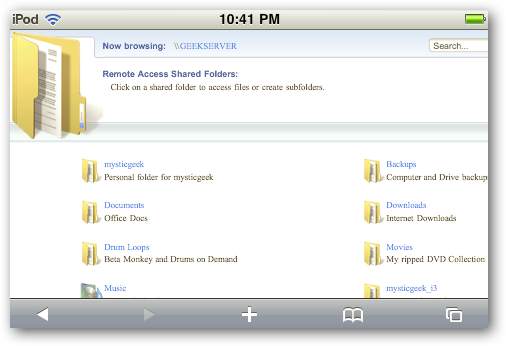 iPod 10:41 PM
Now browsing: \\GEEKSERVER Search...
Remote Access Shared Folders:
Click on a shared folder to access files or create subfolders.
mysticgeek
Personal folder for mysticgeek
Backups
Computer and Drive backup
Documents
Office Docs
Downloads
Internet Downloads
Drum Loops
Beta Monkey and Drums on Demand
Movies
My ripped DVD Collection
Music
mysticgeek_i3